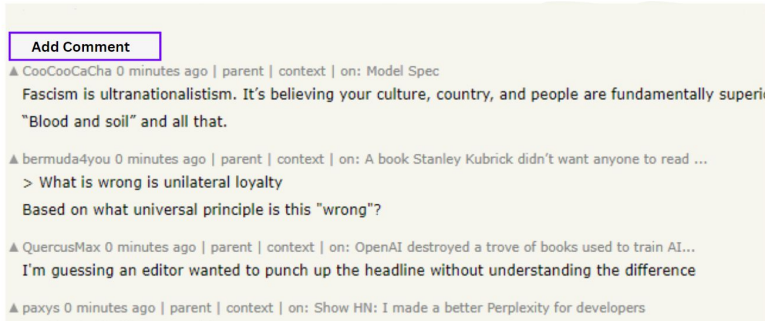 Add Comment
▲ CooCooCaCha 0 minutes ago | parent | context | on: Model Spec
Fascism is ultranationalistism. It’s believing your culture, country, and people are fundamentally
“Blood and soil” and all that.
▲ bermuda4you 0 minutes ago | parent | context | on: A book Stanley Kubrick didn’t want anyone to read ...
> What is wrong is unilateral loyalty
Based on what universal principle is this "wrong"?
▲ QuercusMax 0 minutes ago | parent | context | on: OpenAI destroyed a trove of books used to train AI...
I'm guessing an editor wanted to punch up the headline without understanding the difference
▲ paxys 0 minutes ago | parent | context | on: Show HN: I made a better Perplexity for developers